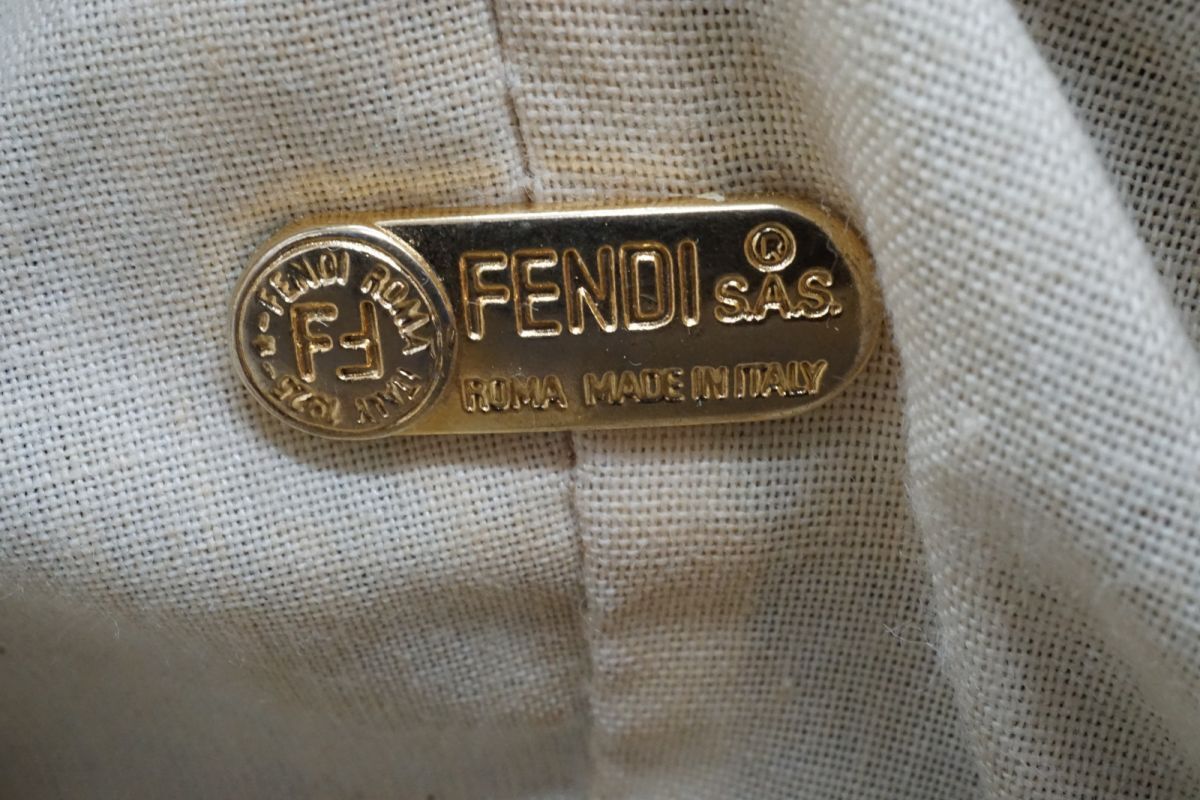 FENDI ROMA ITALY 1925
FF
FENDI S.A.S. ®
ROMA MADE IN ITALY